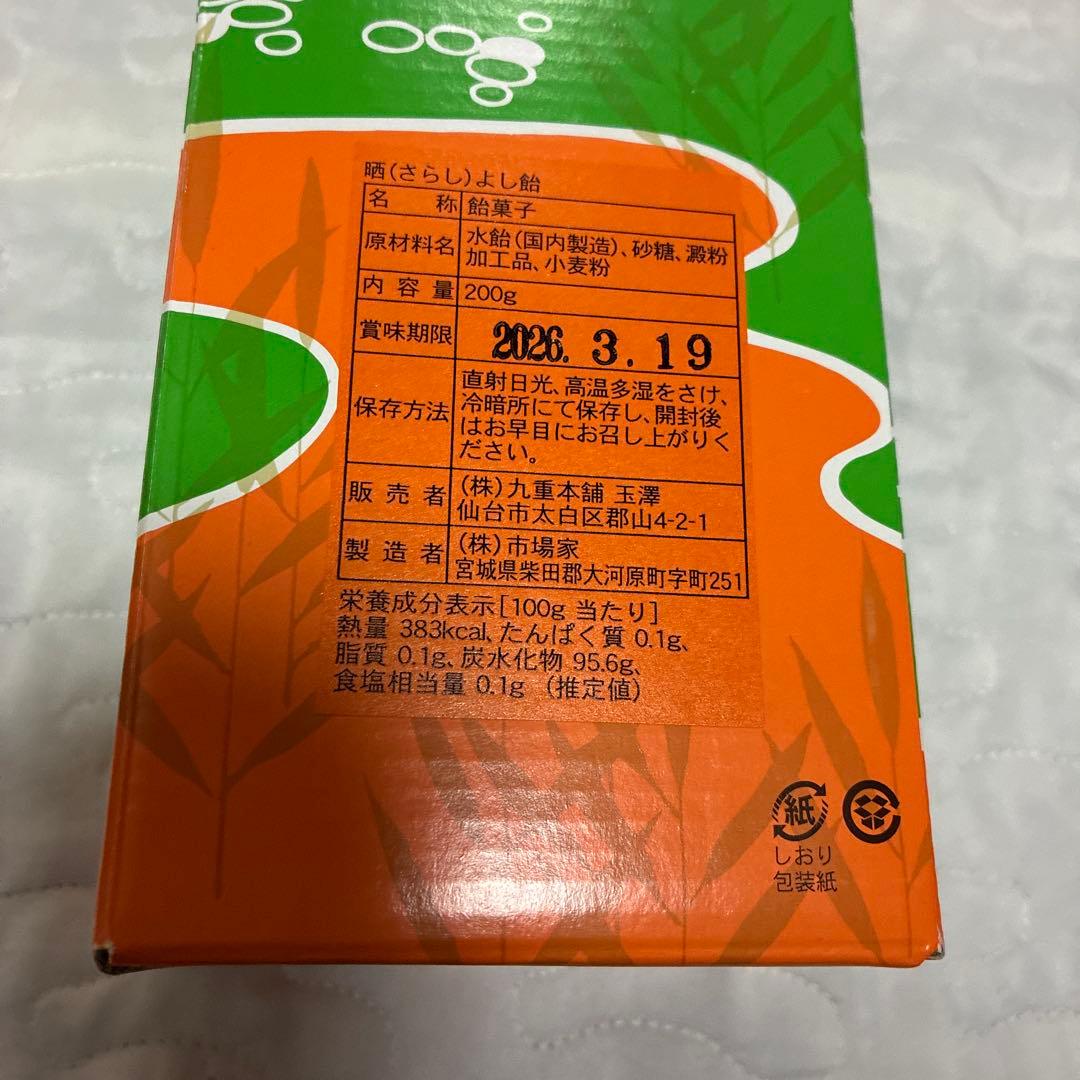 晒(さらし)よし飴
名称 飴菓子
原材料名 水飴(国内製造)、砂糖、澱粉
加工品、小麦粉
内容量 200g
賞味期限 2026. 3. 19
直射日光、高温多湿をさけ、
保存方法 冷暗所にて保存し、開封後
はお早目にお召し上がりく
ださい。
販売者 (株)九重本舗 玉澤
仙台市太白区郡山4-2-1
製造者 (株)市場家
宮城県柴田郡大河原町字町251
栄養成分表示[100g 当たり]
熱量 383kcal、たんぱく質 0.1g、
脂質 0.1g、炭水化物 95.6g、
食塩相当量 0.1g (推定値)
紙
しおり
包装紙